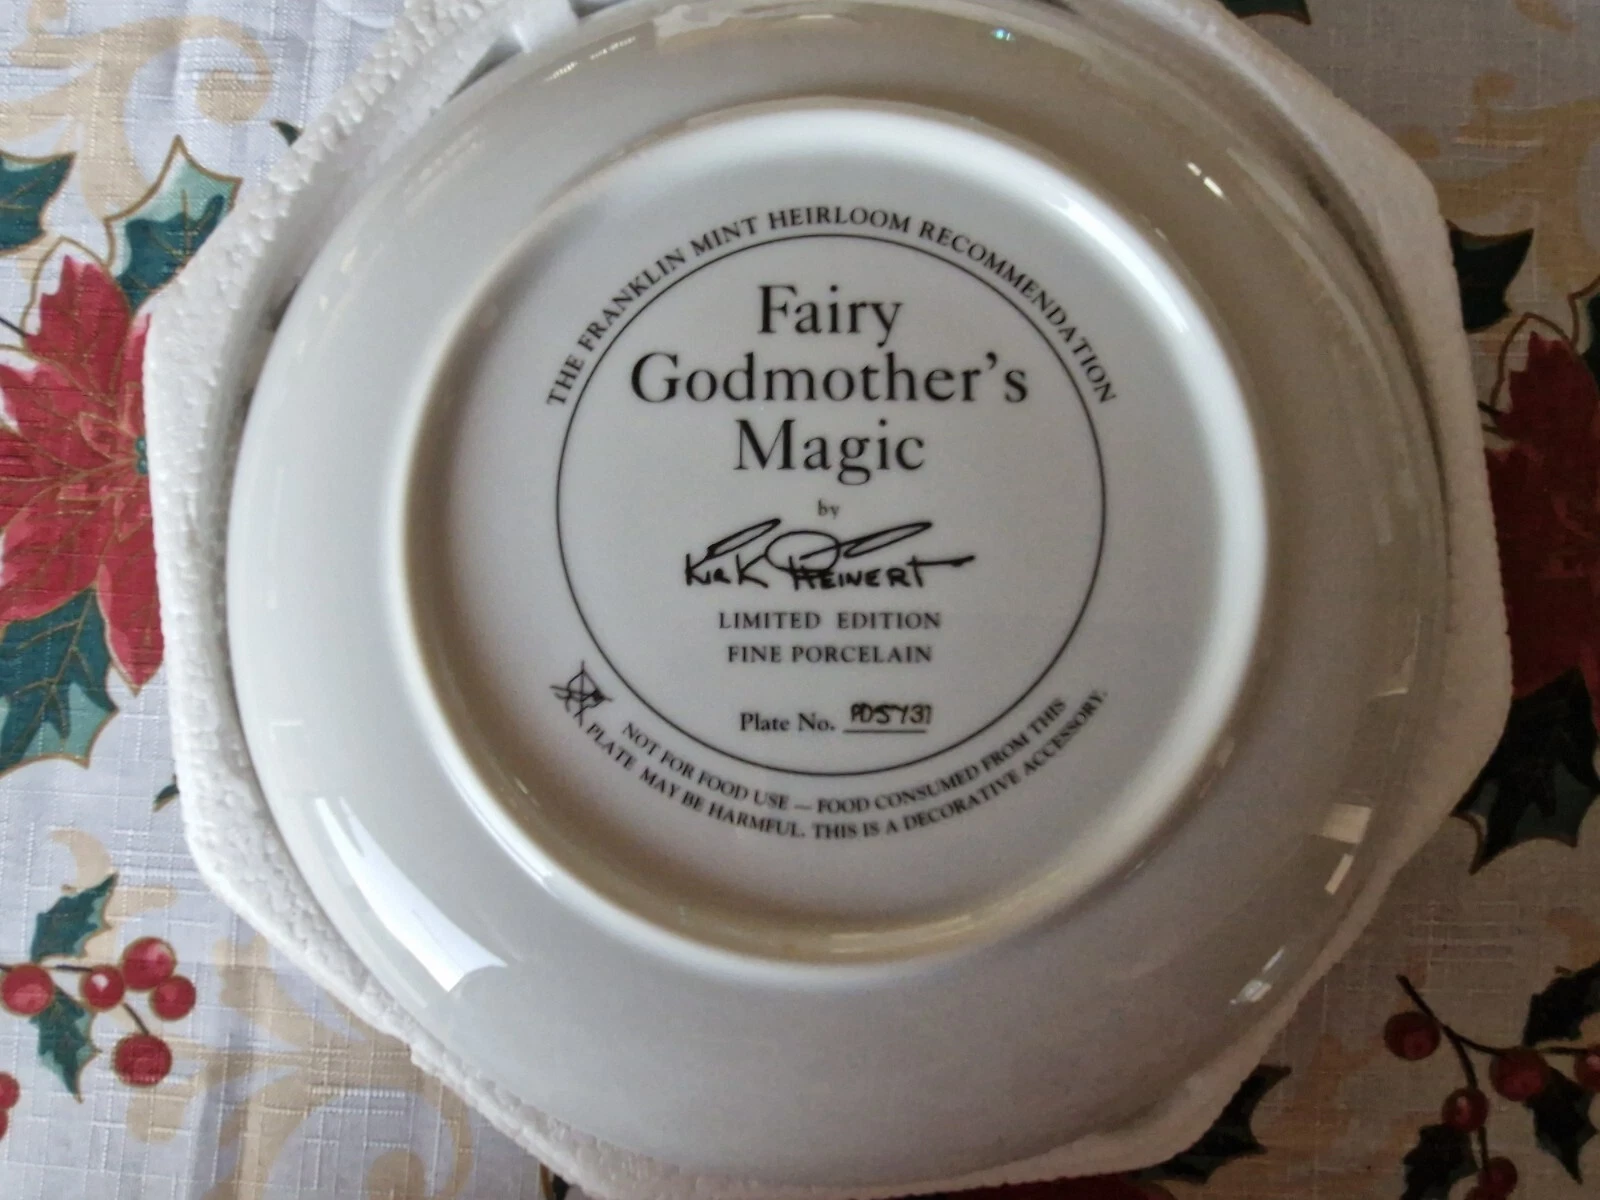 THE FRANKLIN MINT HEIRLOOM RECOMMENDATION
Fairy
Godmother's
Magic
by
KIRK REINERT
LIMITED EDITION
FINE PORCELAIN
Plate No.
NOT FOR FOOD USE — FOOD CONSUMED FROM THIS
PLATE MAY BE HARMFUL. THIS IS A DECORATIVE ACCESSORY.